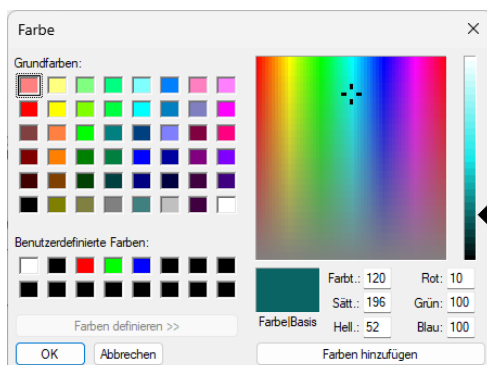 Farbe
Grundfarben:
Benutzerdefinierte Farben:
Farben definieren >>
OK Abbrechen
Farbe|Basis
Farbt.: 120 Rot: 10
Sätt.: 196 Grün: 100
Hell.: 52 Blau: 100
Farben hinzufügen